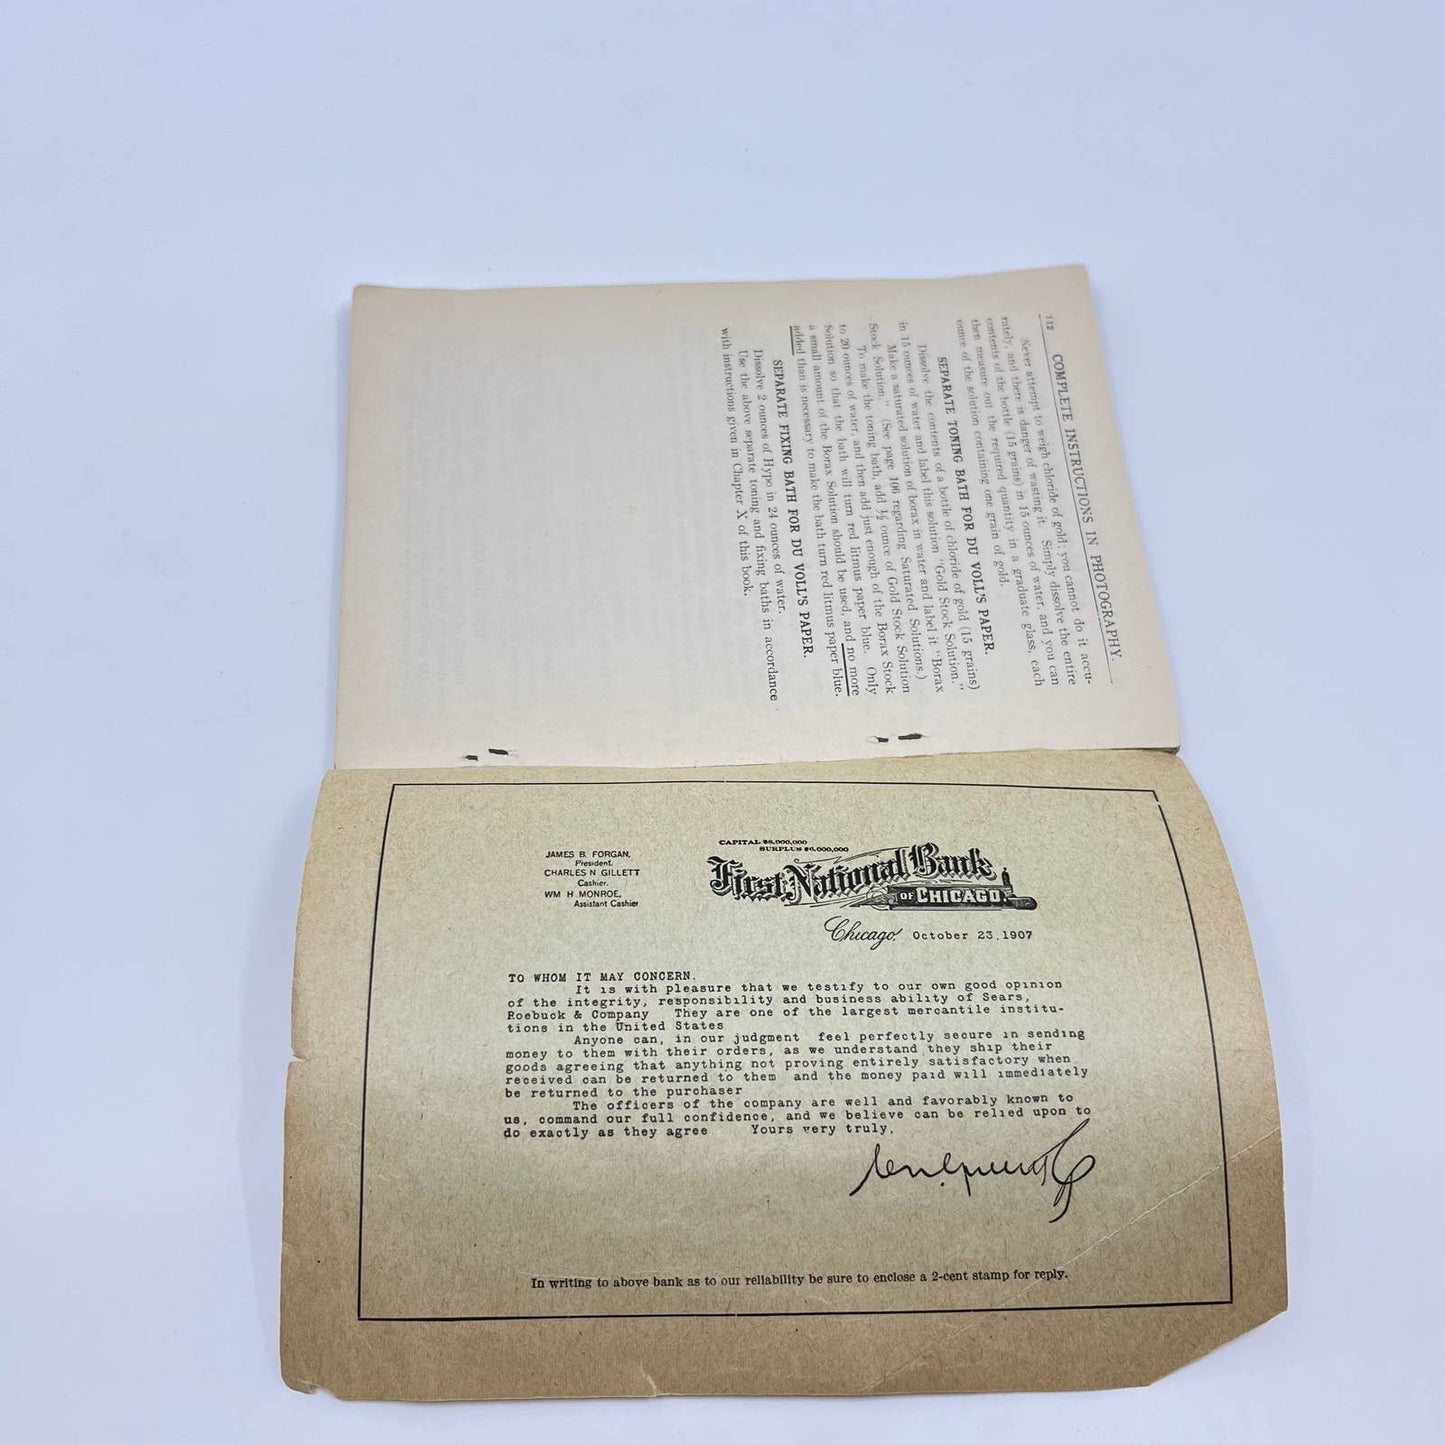 112
COMPLETE INSTRUCTIONS IN PHOTOGRAPHY.
Never attempt to weigh chloride of gold; you cannot do it accu-
rately, and there is danger of wasting it. Simply dissolve the entire
contents of the bottle (15 grains) in 15 ounces of water, and you can
then measure out the required quantity in a graduate glass, each
ounce of the solution containing one grain of gold.
SEPARATE TONING BATH FOR DU VOLL'S PAPER.
Dissolve the contents of a bottle of chloride of gold (15 grains)
in 15 ounces of water and label this solution "Gold Stock Solution."
Make a saturated solution of borax in water and label it "Borax
Stock Solution." (See page 106 regarding Saturated Solutions.)
To make the toning bath, add ½ ounce of Gold Stock Solution
to 20 ounces of water, and then add just enough of the Borax Stock
Solution so that the bath will turn red litmus paper blue. Only
a small amount of the Borax Solution should be used, and no more
added than is necessary to make the bath turn red litmus paper blue.
SEPARATE FIXING BATH FOR DU VOLL'S PAPER.
Dissolve 2 ounces of Hypo in 24 ounces of water.
Use the above separate toning and fixing baths in accordance
with instructions given in Chapter X of this book.
JAMES B. FORGAN,
President.
CHARLES N GILLETT
Cashier.
WM H MONROE,
Assistant Cashier
CAPITAL $8,000,000
SURPLUS $6,000,000
First National Bank
OF CHICAGO.
Chicago, October 23, 1907
TO WHOM IT MAY CONCERN.
It is with pleasure that we testify to our own good opinion
of the integrity, responsibility and business ability of Sears,
Roebuck & Company They are one of the largest mercantile institu-
tions in the United States
Anyone can, in our judgment feel perfectly secure in sending
money to them with their orders, as we understand they ship their
goods agreeing that anything not proving entirely satisfactory when
received can be returned to them and the money paid will immediately
be returned to the purchaser
The officers of the company are well and favorably known to
us, command our full confidence, and we believe can be relied upon to
do exactly as they agree Yours very truly,
In writing to above bank as to our reliability be sure to enclose a 2-cent stamp for reply.